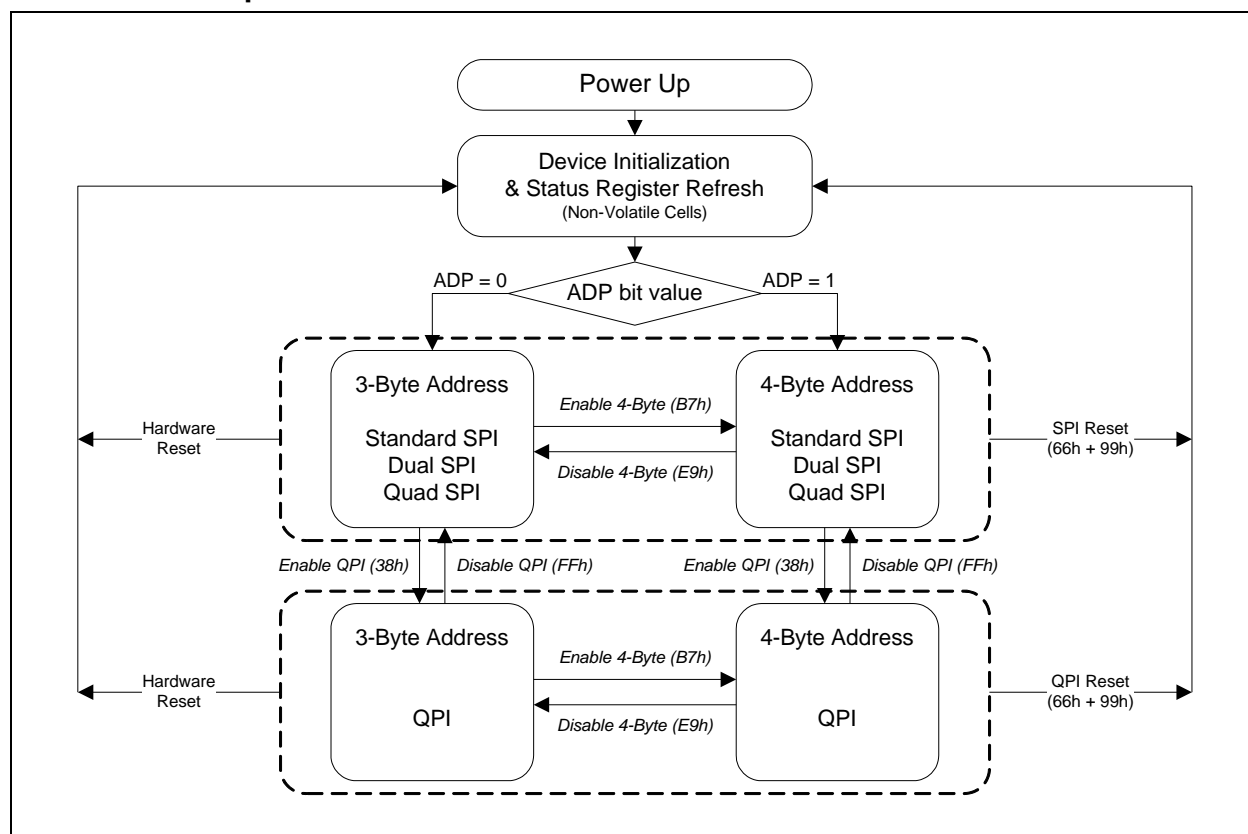 Power Up
Device Initialization
& Status Register Refresh
(Non-Volatile Cells)
ADP = 0
ADP bit value
ADP = 1
3-Byte Address
Standard SPI
Dual SPI
Quad SPI
Enable 4-Byte (B7h)
Disable 4-Byte (E9h)
4-Byte Address
Standard SPI
Dual SPI
Quad SPI
Hardware
Reset
SPI Reset
(66h + 99h)
Enable QPI (38h)
Disable QPI (FFh)
Enable QPI (38h)
Disable QPI (FFh)
3-Byte Address
QPI
Enable 4-Byte (B7h)
Disable 4-Byte (E9h)
4-Byte Address
QPI
Hardware
Reset
QPI Reset
(66h + 99h)